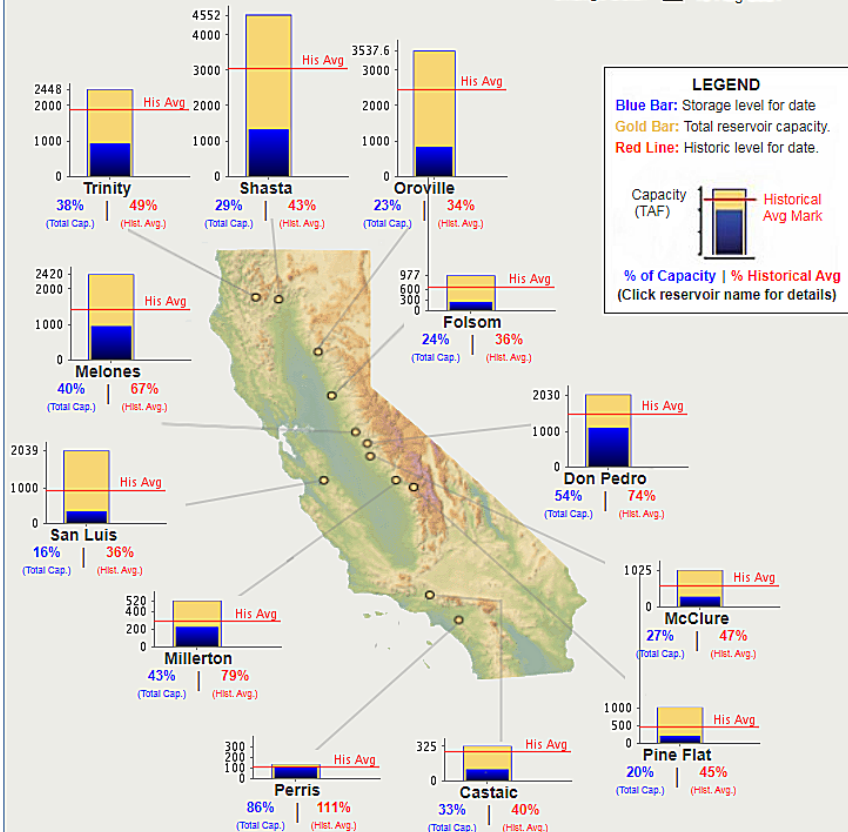 4552
4000
3000
2000
1000
0
His Avg
Shasta
29% | 43%
(Total Cap.) (Hist. Avg.)
3537.6
3000
2000
1000
0
His Avg
Oroville
23% | 34%
(Total Cap.) (Hist. Avg.)
2448
2000
1000
0
His Avg
Trinity
38% | 49%
(Total Cap.) (Hist. Avg.)
LEGEND
Blue Bar: Storage level for date
Gold Bar: Total reservoir capacity.
Red Line: Historic level for date.
Capacity
(TAF)
Historical
Avg Mark
% of Capacity | % Historical Avg
(Click reservoir name for details)
2420
2000
1000
0
His Avg
Melones
40% | 67%
(Total Cap.) (Hist. Avg.)
977
600
300
0
His Avg
Folsom
24% | 36%
(Total Cap.) (Hist. Avg.)
2030
1000
0
His Avg
Don Pedro
54% | 74%
(Total Cap.) (Hist. Avg.)
2039
1000
0
His Avg
San Luis
16% | 36%
(Total Cap.) (Hist. Avg.)
1025
0
His Avg
McClure
27% | 47%
(Total Cap.) (Hist. Avg.)
520
400
200
0
His Avg
Millerton
43% | 79%
(Total Cap.) (Hist. Avg.)
1000
500
0
His Avg
Pine Flat
20% | 45%
(Total Cap.) (Hist. Avg.)
300
200
100
0
His Avg
Perris
86% | 111%
(Total Cap.) (Hist. Avg.)
325
0
His Avg
Castaic
33% | 40%
(Total Cap.) (Hist. Avg.)